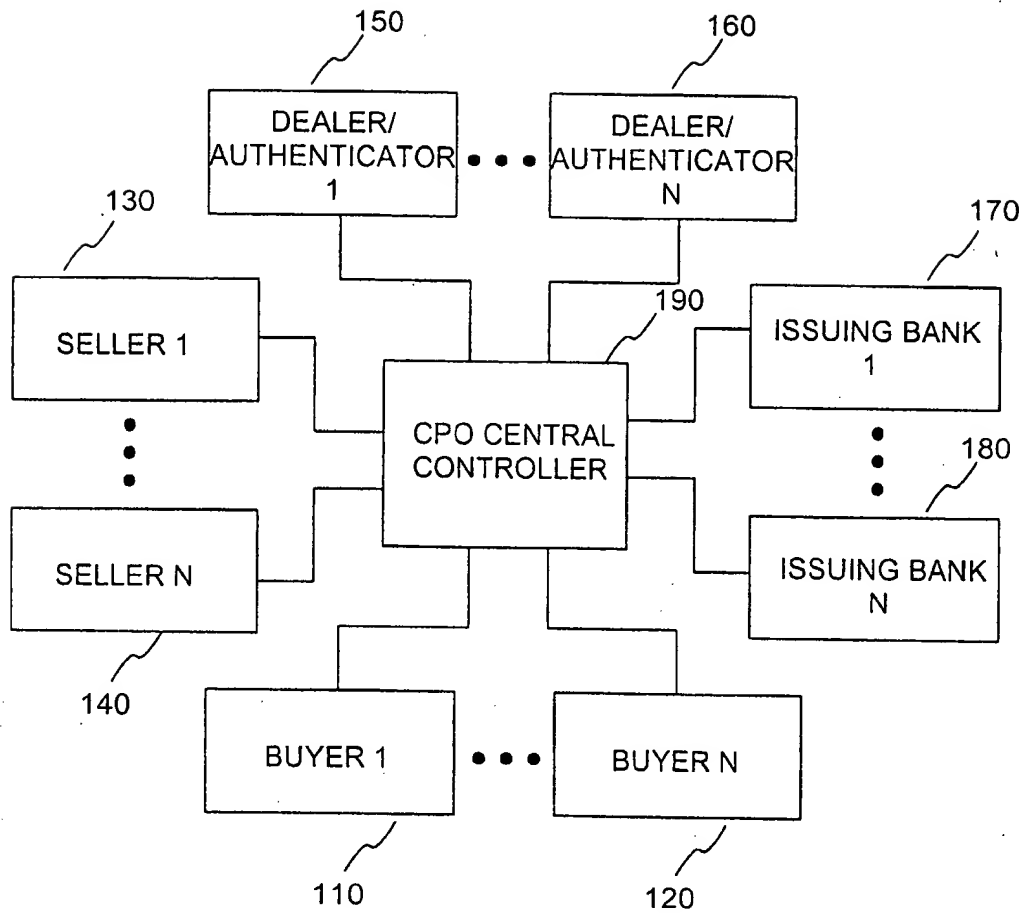 150
160
DEALER/
AUTHENTICATOR
1
DEALER/
AUTHENTICATOR
N
130
170
190
SELLER 1
ISSUING BANK
1
CPO CENTRAL
CONTROLLER
180
SELLER N
ISSUING BANK
N
140
BUYER 1
BUYER N
110
120